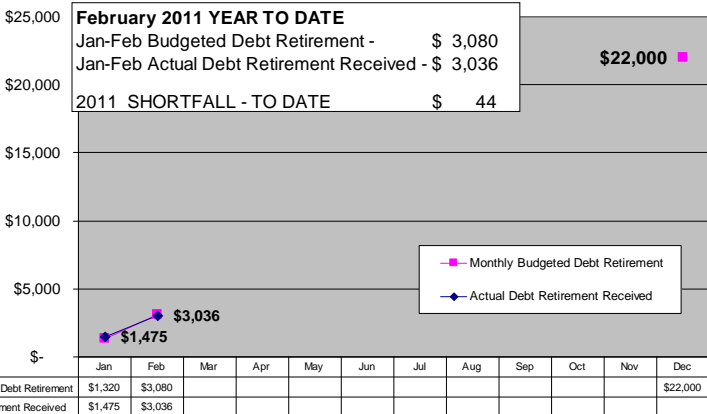 February 2011 YEAR TO DATE
Jan-Feb Budgeted Debt Retirement - $ 3,080
Jan-Feb Actual Debt Retirement Received - $ 3,036
2011 SHORTFALL - TO DATE $ 44
$25,000
$20,000
$15,000
$10,000
$5,000
$-
$22,000
$3,036
$1,475
Monthly Budgeted Debt Retirement
Actual Debt Retirement Received
Jan Feb Mar Apr May Jun Jul Aug Sep Oct Nov Dec
Debt Retirement $1,320 $3,080 $22,000
ment Received $1,475 $3,036